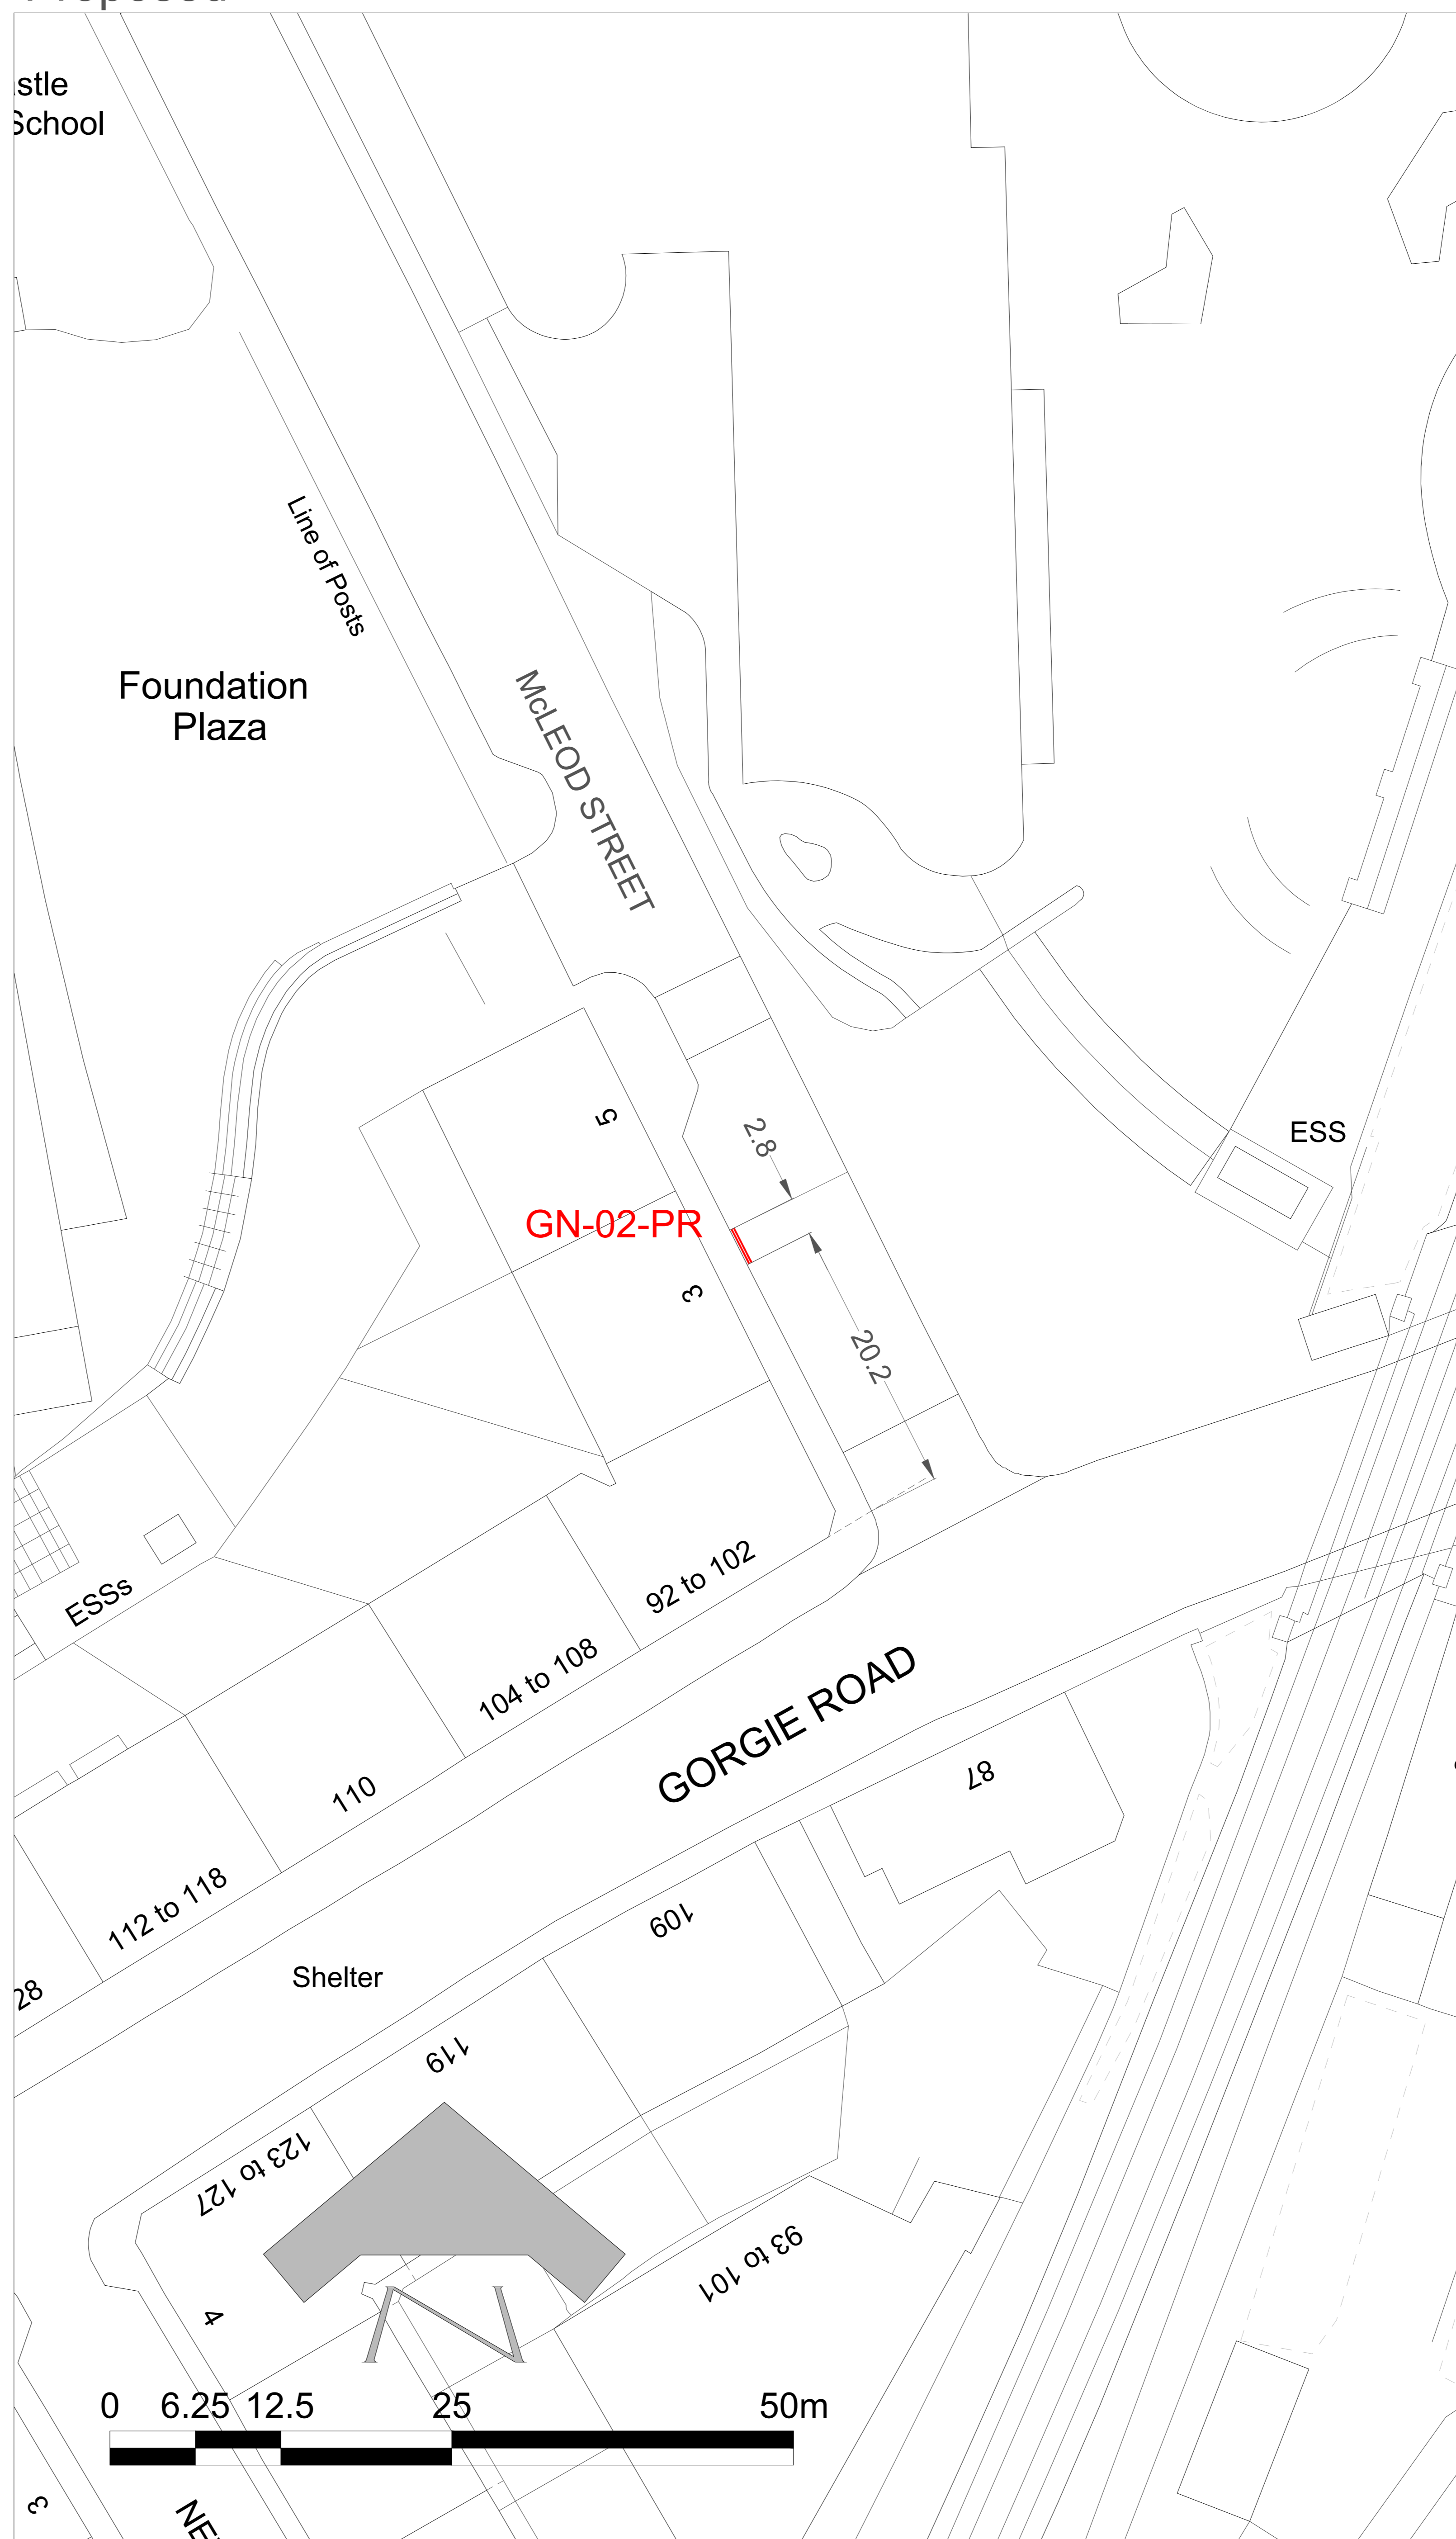 stle
School
Line of Posts
Foundation
Plaza
McLEOD STREET
5
2.8
ESS
GN-02-PR
3
20.2
92 to 102
ESSs
104 to 108
GORGIE ROAD
87
110
112 to 118
109
28
Shelter
119
123 to 127
93 to 101
4
N
0 6.25 12.5 25 50m
3